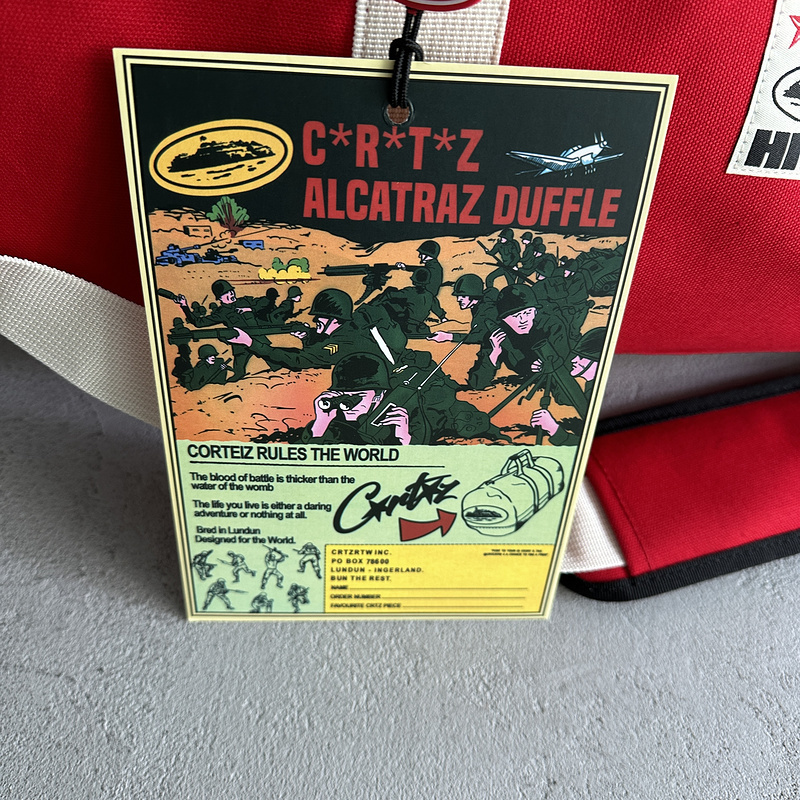 C*R*T*Z
ALCATRAZ DUFFLE
HI
CORTEIZ RULES THE WORLD
The blood of battle is thicker than the
water of the womb
The life you live is either a daring
adventure or nothing at all.
Bred in Lundun
Designed for the World.
Corteiz
CRTZRTW INC.
PO BOX 78600
LUNDUN - INGERLAND.
BUN THE REST.
NAME
ORDER NUMBER
FAVOURITE CRTZ PIECE